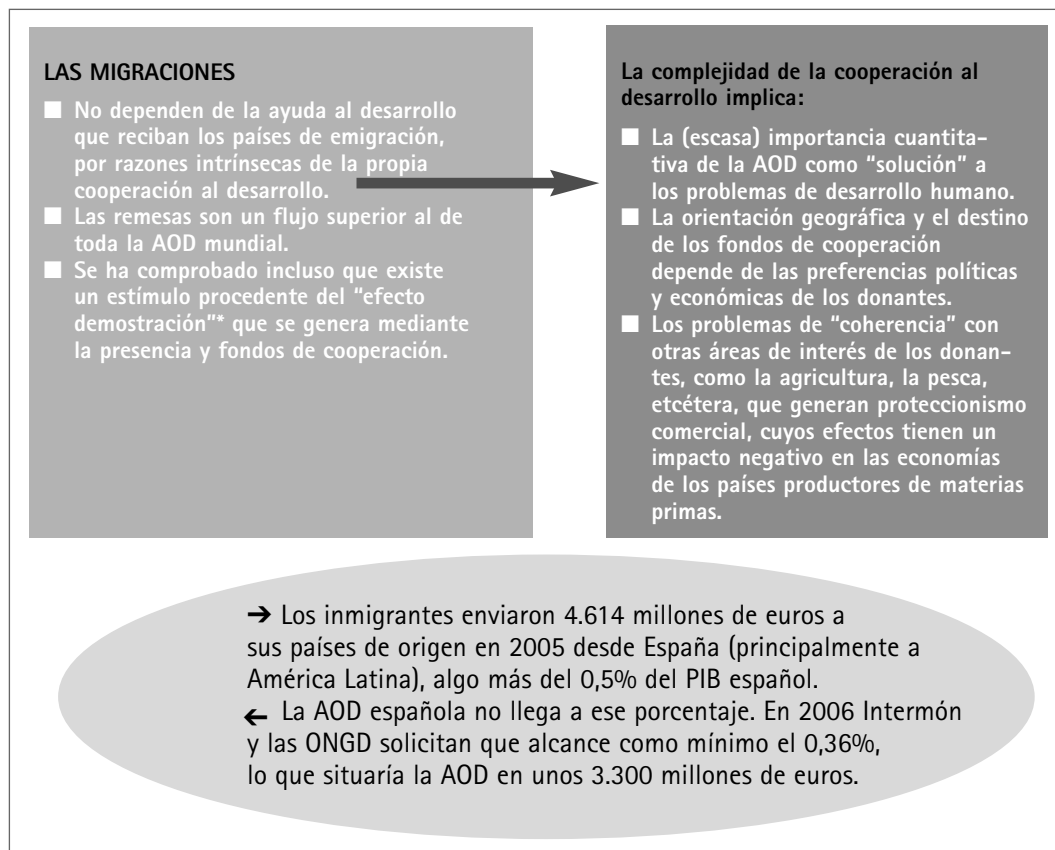 LAS MIGRACIONES
■ No dependen de la ayuda al desarrollo
que reciban los países de emigración,
por razones intrínsecas de la propia
cooperación al desarrollo.
■ Las remesas son un flujo superior al de
toda la AOD mundial.
■ Se ha comprobado incluso que existe
un estímulo procedente del "efecto
demostración"* que se genera mediante
la presencia y fondos de cooperación.
La complejidad de la cooperación al
desarrollo implica:
■ La (escasa) importancia cuantita-
tiva de la AOD como "solución" a
los problemas de desarrollo humano.
■ La orientación geográfica y el destino
de los fondos de cooperación
depende de las preferencias políticas
y económicas de los donantes.
■ Los problemas de "coherencia" con
otras áreas de interés de los donan-
tes, como la agricultura, la pesca,
etcétera, que generan proteccionismo
comercial, cuyos efectos tienen un
impacto negativo en las economías
de los países productores de materias
primas.
→ Los inmigrantes enviaron 4.614 millones de euros a
sus países de origen en 2005 desde España (principalmente a
América Latina), algo más del 0,5% del PIB español.
← La AOD española no llega a ese porcentaje. En 2006 Intermón
y las ONGD solicitan que alcance como mínimo el 0,36%,
lo que situaría la AOD en unos 3.300 millones de euros.